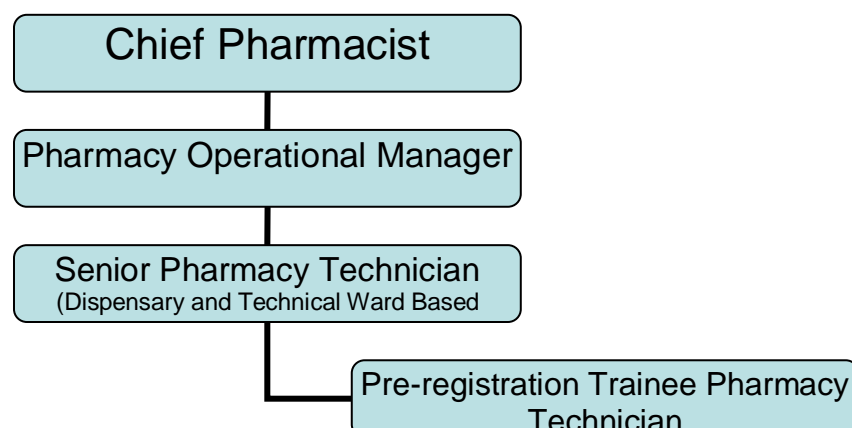 Chief Pharmacist
Pharmacy Operational Manager
Senior Pharmacy Technician
(Dispensary and Technical Ward Based
Pre-registration Trainee Pharmacy
Technician